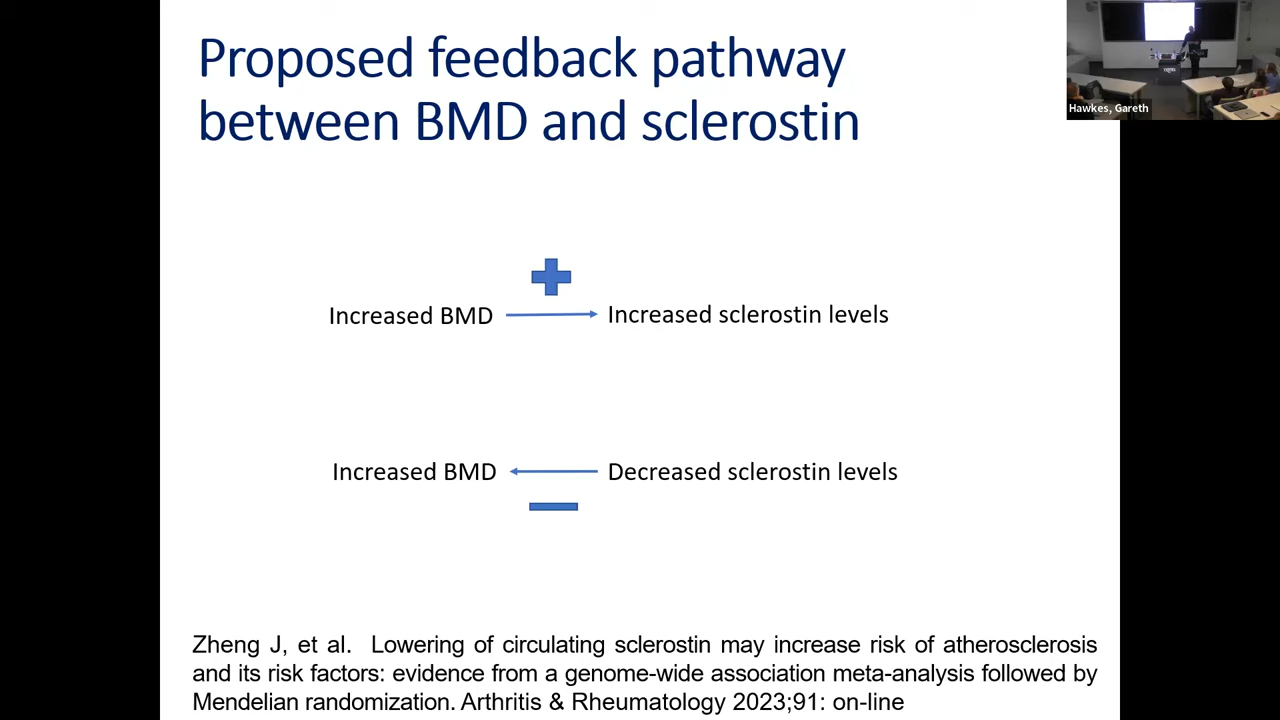 Proposed feedback pathway
between BMD and sclerostin
Hawkes, Gareth
Increased BMD
Increased sclerostin levels
Increased BMD
Decreased sclerostin levels
Zheng J, et al. Lowering of circulating sclerostin may increase risk of atherosclerosis
and its risk factors: evidence from a genome-wide association meta-analysis followed by
Mendelian randomization. Arthritis & Rheumatology 2023;91: on-line